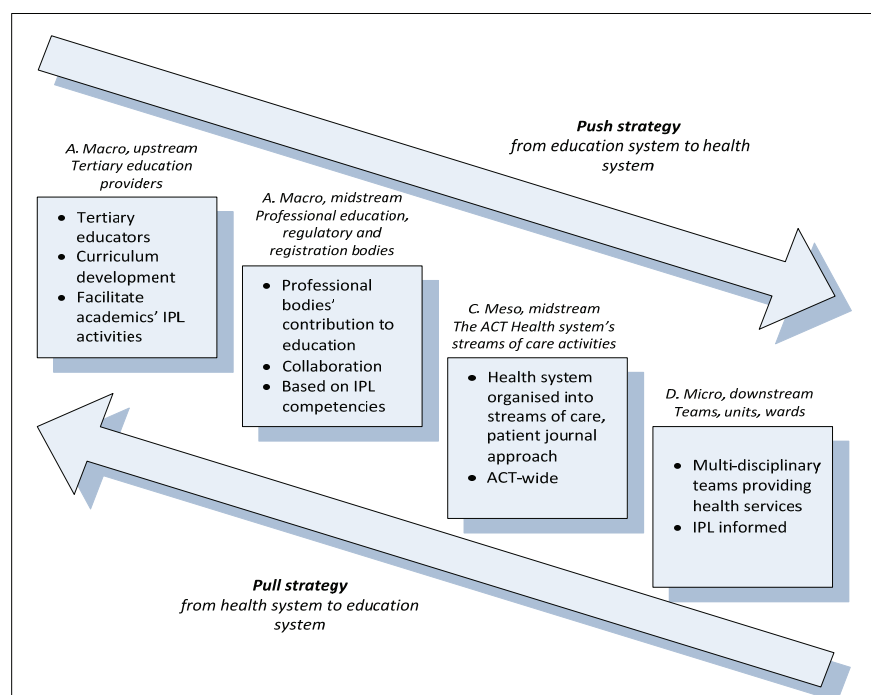 Push strategy
from education system to health
system
A. Macro, upstream
Tertiary education
providers
• Tertiary
educators
• Curriculum
development
• Facilitate
academics' IPL
activities
A. Macro, midstream
Professional education,
regulatory and
registration bodies
• Professional
bodies'
contribution to
education
• Collaboration
• Based on IPL
competencies
C. Meso, midstream
The ACT Health system's
streams of care activities
• Health system
organised into
streams of care,
patient journal
approach
• ACT-wide
D. Micro, downstream
Teams, units, wards
• Multi-disciplinary
teams providing
health services
• IPL informed
Pull strategy
from health system to education
system